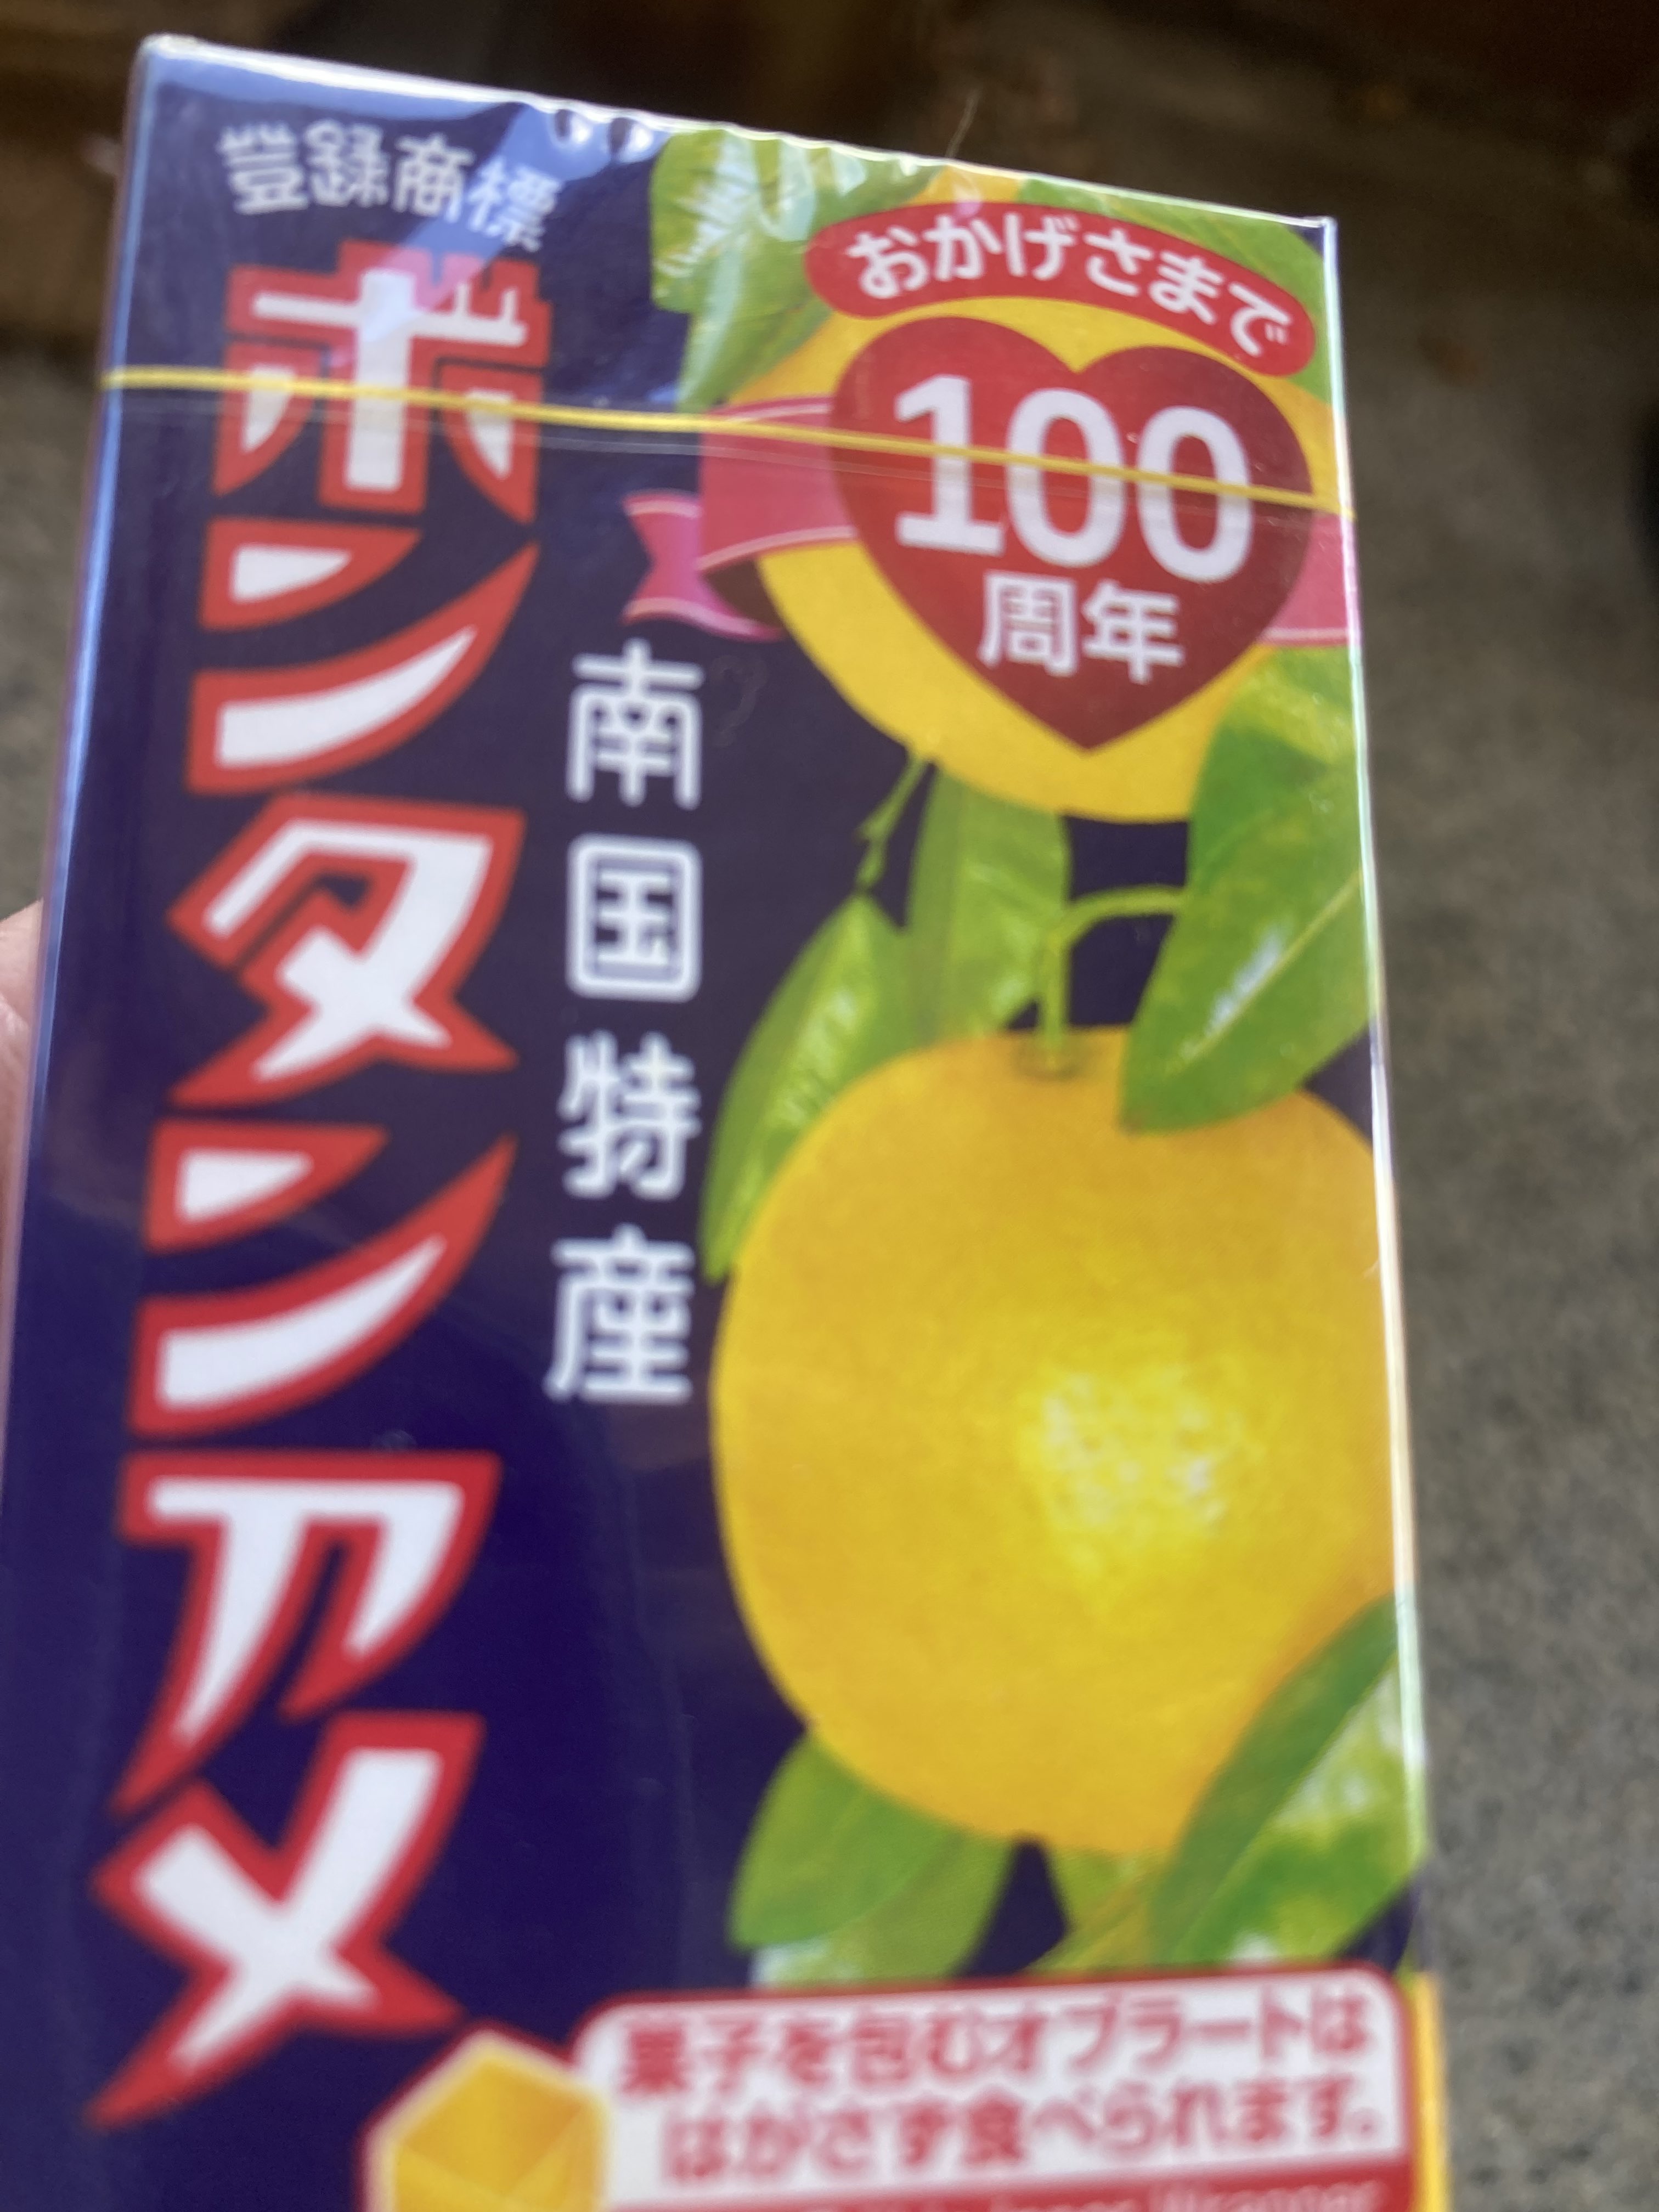 登録商標
ボンタンアメ
南国特産
おかげさまで
100
周年
菓子を包むオブラートは
はがさず食べられます。